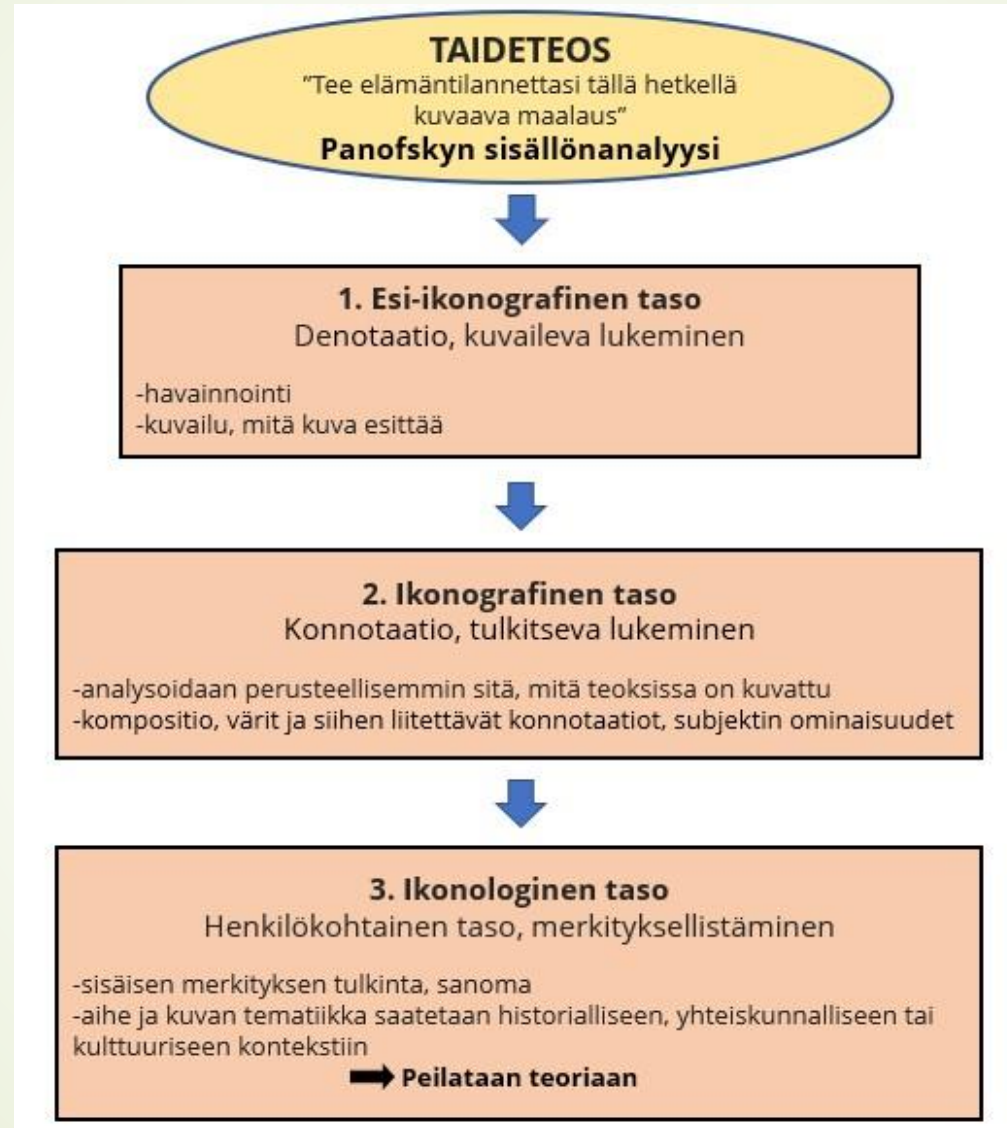 TAIDETEOS
"Tee elämäntilannettasi tällä hetkellä
kuvaava maalaus"
Panofskyn sisällönanalyysi
1. Esi-ikonografinen taso
Denotaatio, kuvaileva lukeminen
-havainnointi
-kuvailu, mitä kuva esittää
2. Ikonografinen taso
Konnotaatio, tulkitseva lukeminen
-analysoidaan perusteellisemmin sitä, mitä teoksissa on kuvattu
-kompositio, värit ja siihen liitettävät konnotaatiot, subjektin ominaisuudet
3. Ikonologinen taso
Henkilökohtainen taso, merkityksellistäminen
-sisäisen merkityksen tulkinta, sanoma
-aihe ja kuvan tematiikka saatetaan historialliseen, yhteiskunnalliseen tai
kulttuuriseen kontekstiin
Peilataan teoriaan